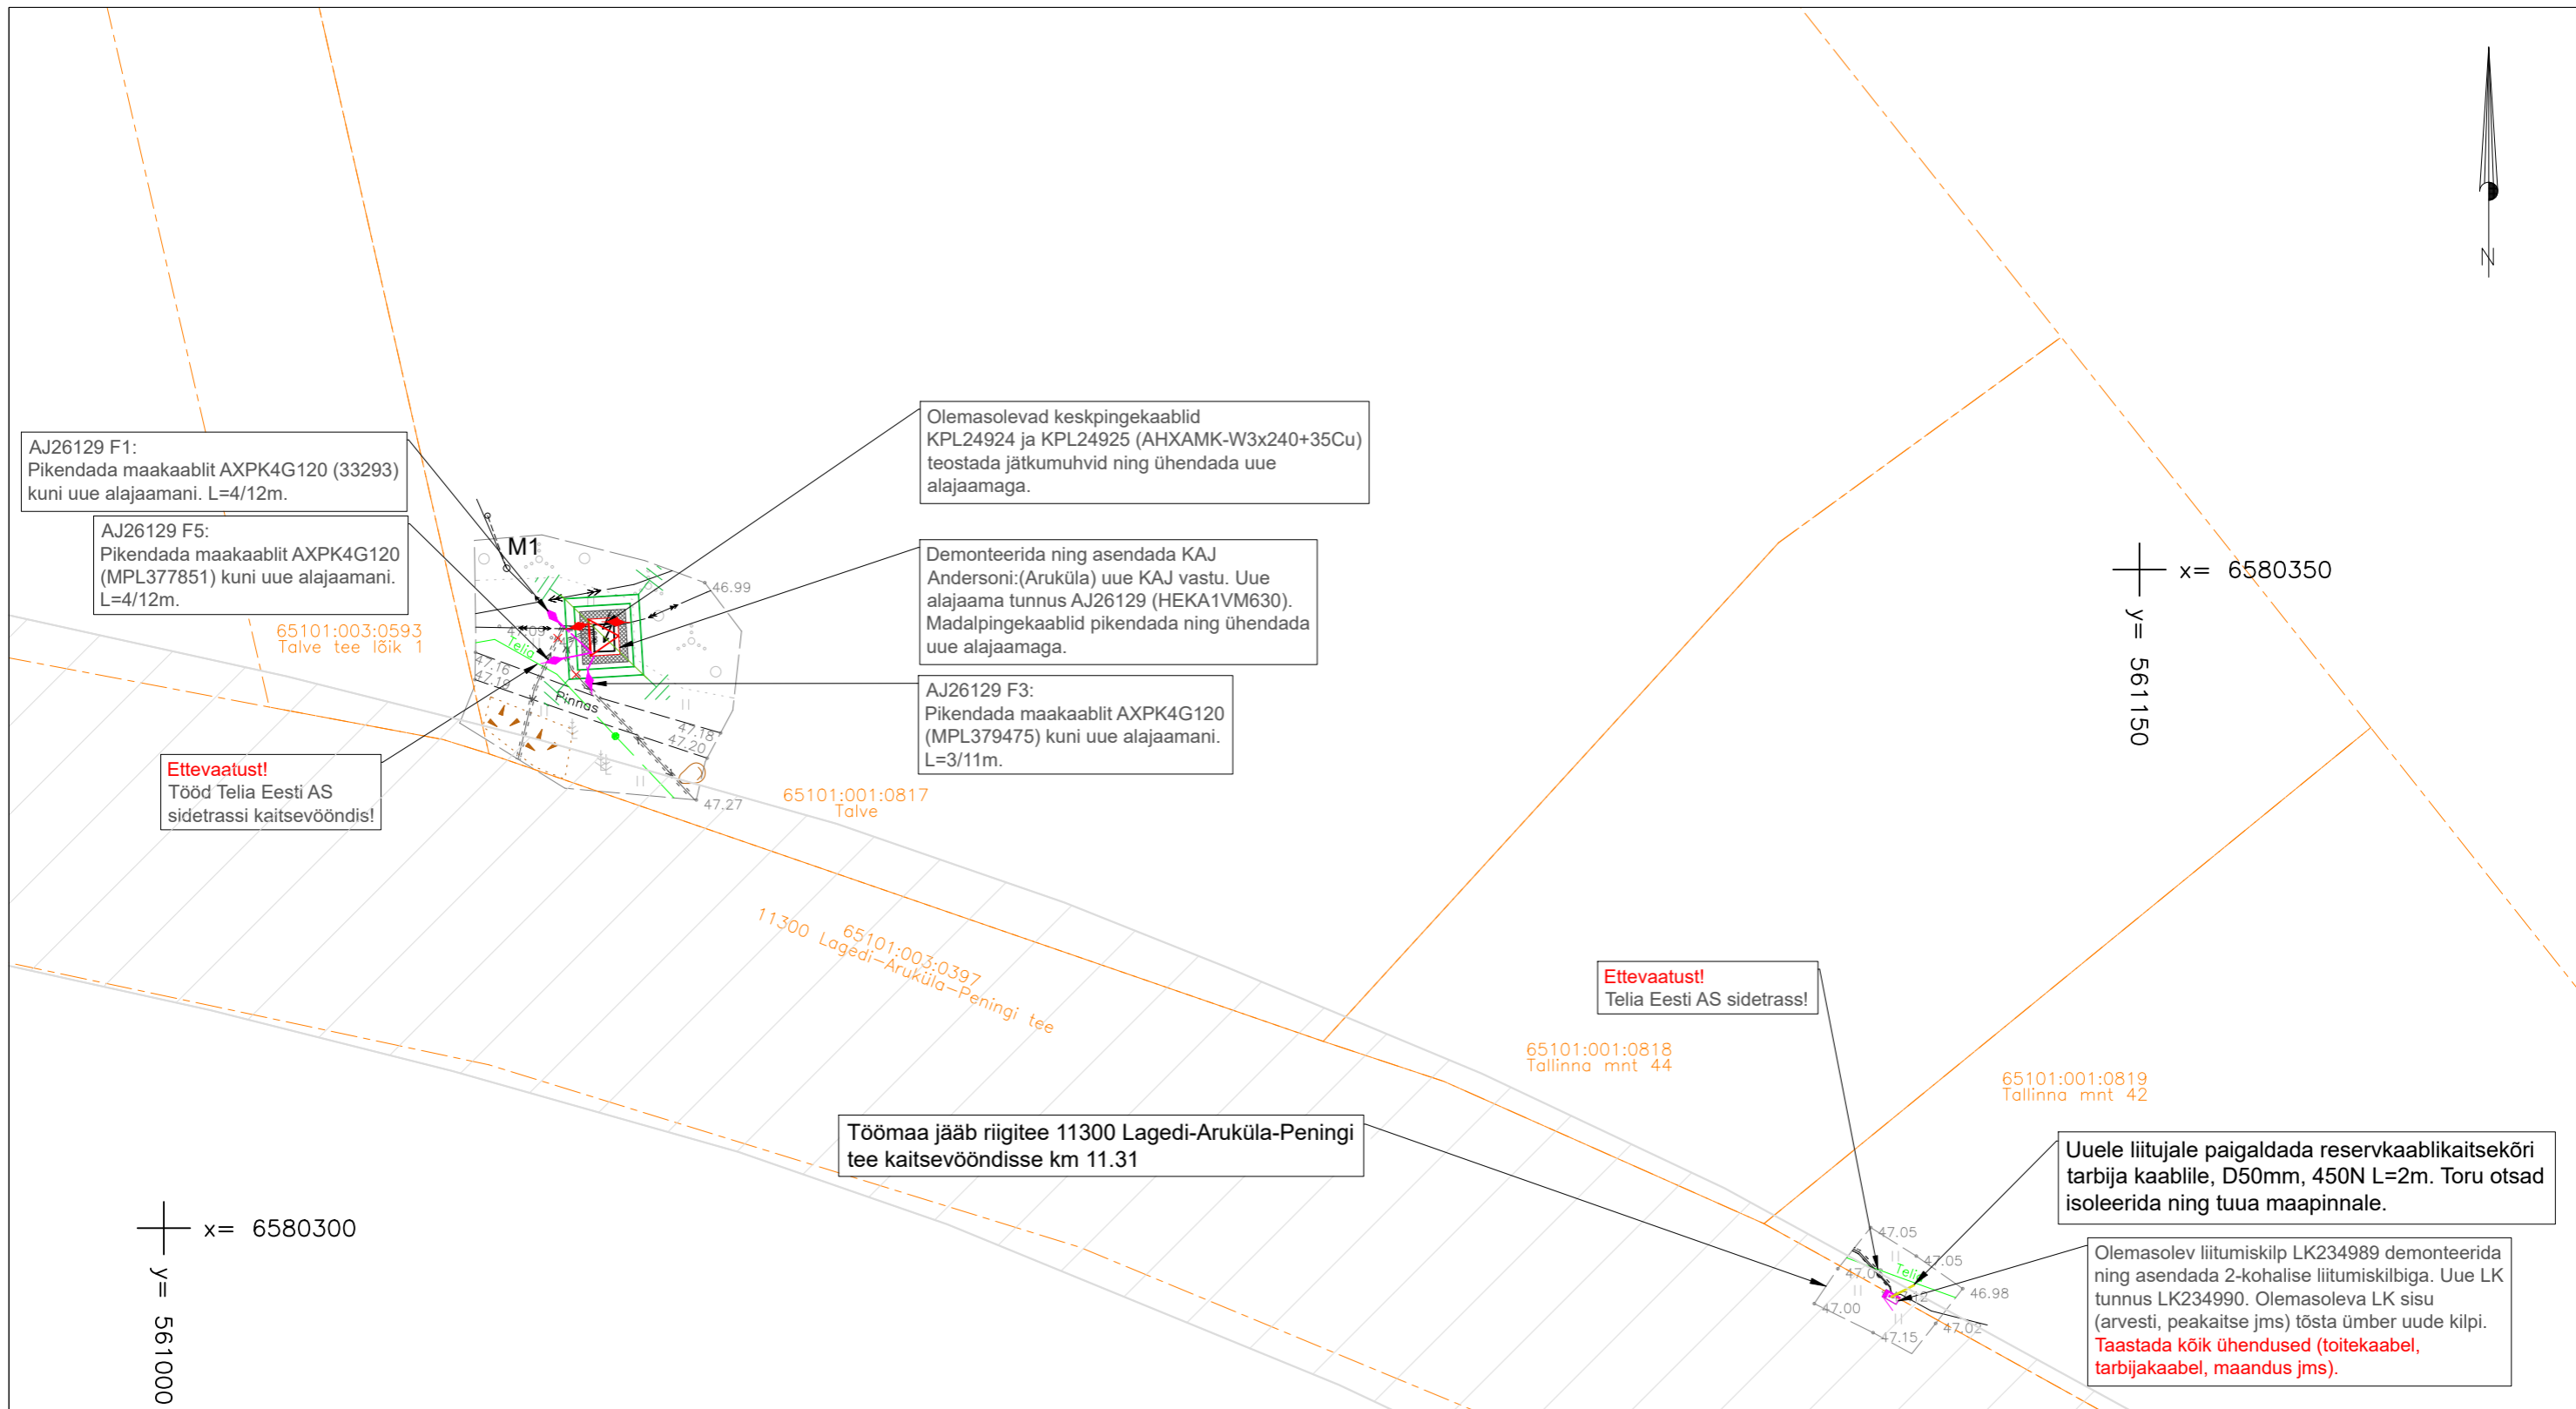 N
Olemasolevad keskpingekaablid
KPL24924 ja KPL24925 (AHXAMK-W3x240+35Cu)
teostada jätkumuhvid ning ühendada uue
alajaamaga.
AJ26129 F1:
Pikendada maakaablit AXPK4G120 (33293)
kuni uue alajaamani. L=4/12m.
AJ26129 F5:
Pikendada maakaablit AXPK4G120
(MPL377851) kuni uue alajaamani.
L=4/12m.
M1
46.99
Demonteerida ning asendada KAJ
Andersoni:(Aruküla) uue KAJ vastu. Uue
alajaama tunnus AJ26129 (HEKA1VM630).
Madalpingekaablid pikendada ning ühendada
uue alajaamaga.
x= 6580350
y= 561150
65101:003:0593
Talve tee lõik 1
47.09
Telia
47.16
47.19
Pinnas
47.18
47.20
47.27
AJ26129 F3:
Pikendada maakaablit AXPK4G120
(MPL379475) kuni uue alajaamani.
L=3/11m.
Ettevaatust!
Tööd Telia Eesti AS
sidetrassi kaitsevööndis!
65101:001:0817
Talve
65101:003:0397
11300 Lagedi-Aruküla-Peningi tee
Ettevaatust!
Telia Eesti AS sidetrass!
65101:001:0818
Tallinna mnt 44
65101:001:0819
Tallinna mnt 42
Töömaa jääb riigitee 11300 Lagedi-Aruküla-Peningi
tee kaitsevööndisse km 11.31
Uuele liitujale paigaldada reservkaablikaitsekõri
tarbija kaablile, D50mm, 450N L=2m. Toru otsad
isoleerida ning tuua maapinnale.
x= 6580300
y= 561000
47.05
47.05
Telia
46.98
47.00
47.02
47.15
Olemasolev liitumiskilp LK234989 demonteerida
ning asendada 2-kohalise liitumiskilbiga. Uue LK
tunnus LK234990. Olemasoleva LK sisu
(arvesti, peakaitse jms) tõsta ümber uude kilpi.
Taastada kõik ühendused (toitekaabel,
tarbijakaabel, maandus jms).